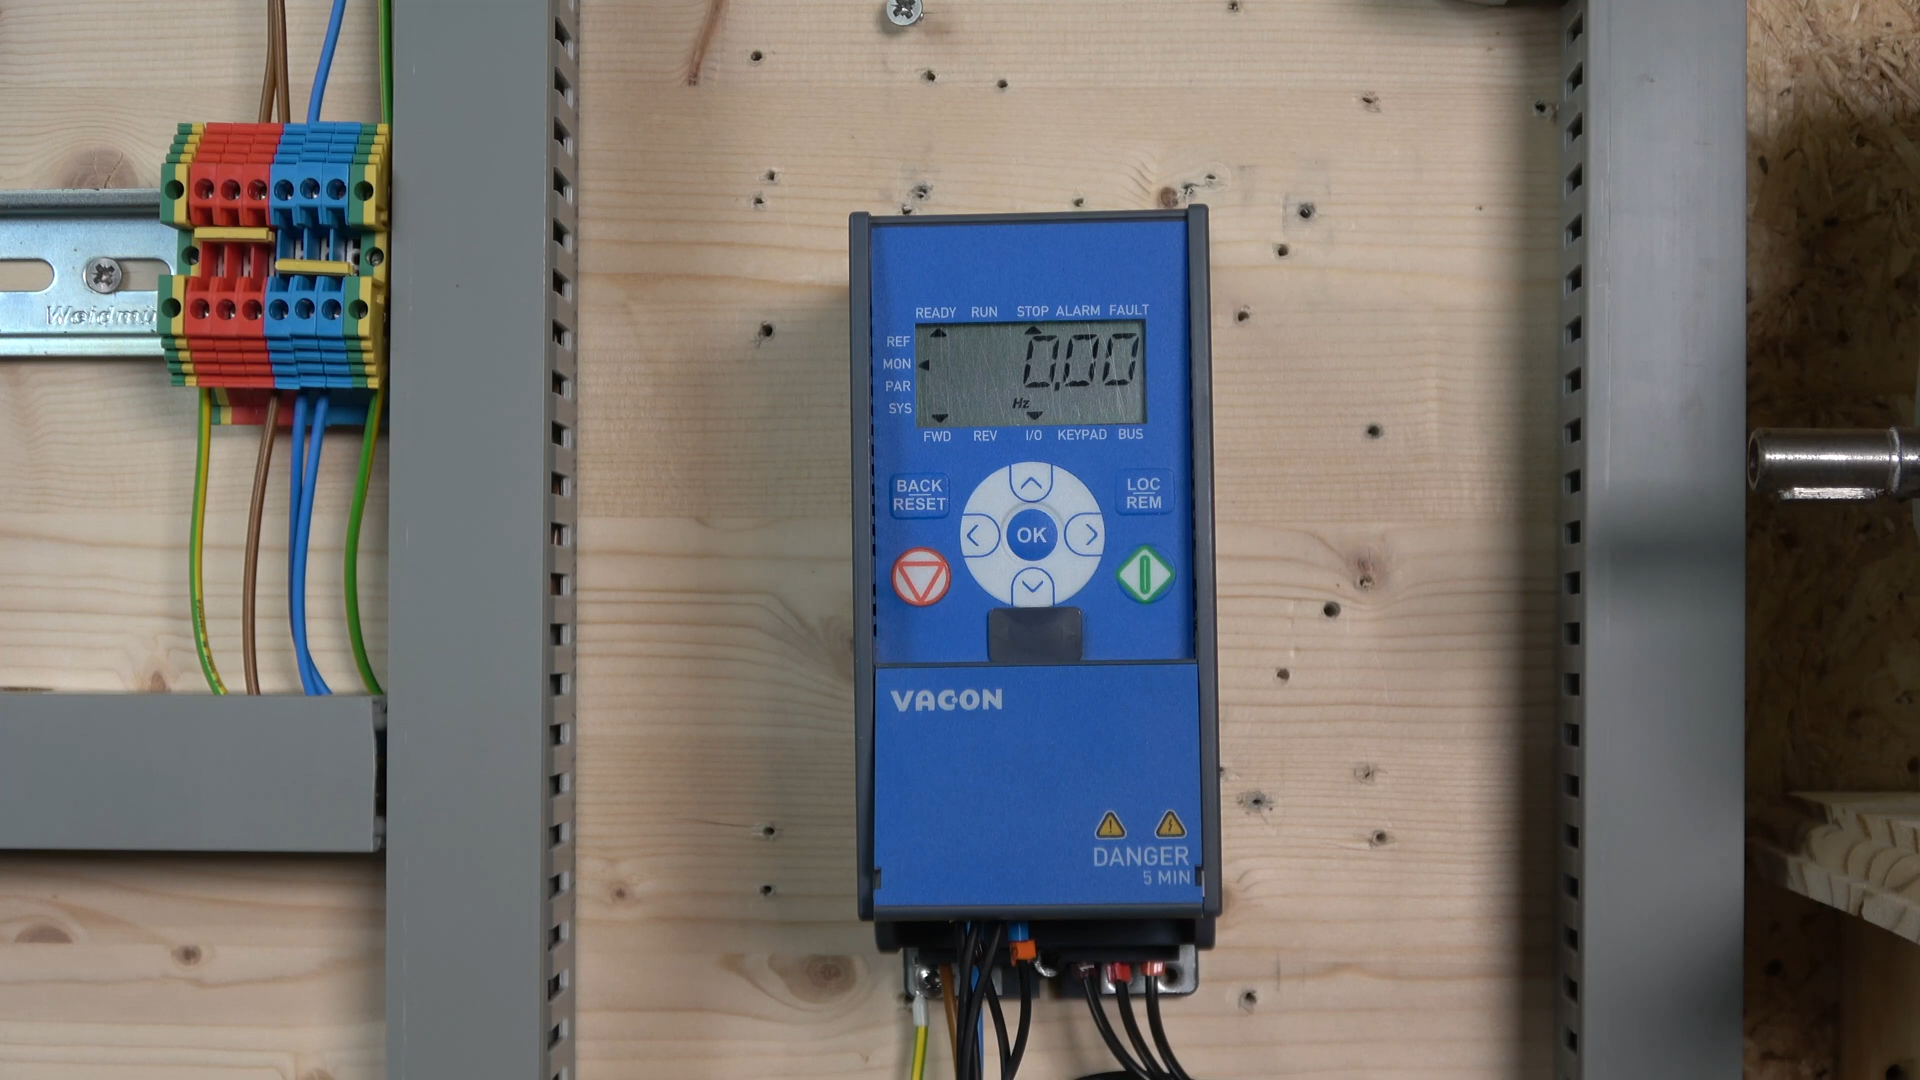 READY RUN STOP ALARM FAULT
REF
MON
PAR
SYS
0.00
Hz
FWD REV I/O KEYPAD BUS
BACK
RESET
LOC
REM
OK
VACON
DANGER
5 MIN